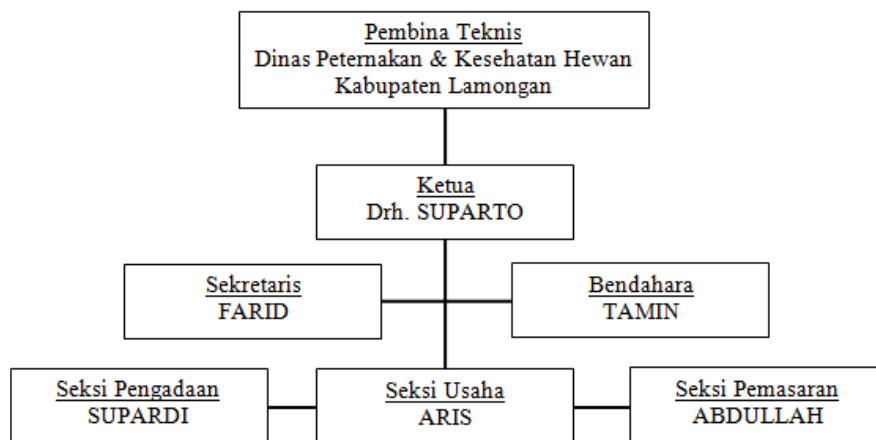 Pembina Teknis
Dinas Peternakan & Kesehatan Hewan
Kabupaten Lamongan
Ketua
Drh. SUPARTO
Sekretaris
FARID
Bendahara
TAMIN
Seksi Pengadaan
SUPARDI
Seksi Usaha
ARIS
Seksi Pemasaran
ABDULLAH